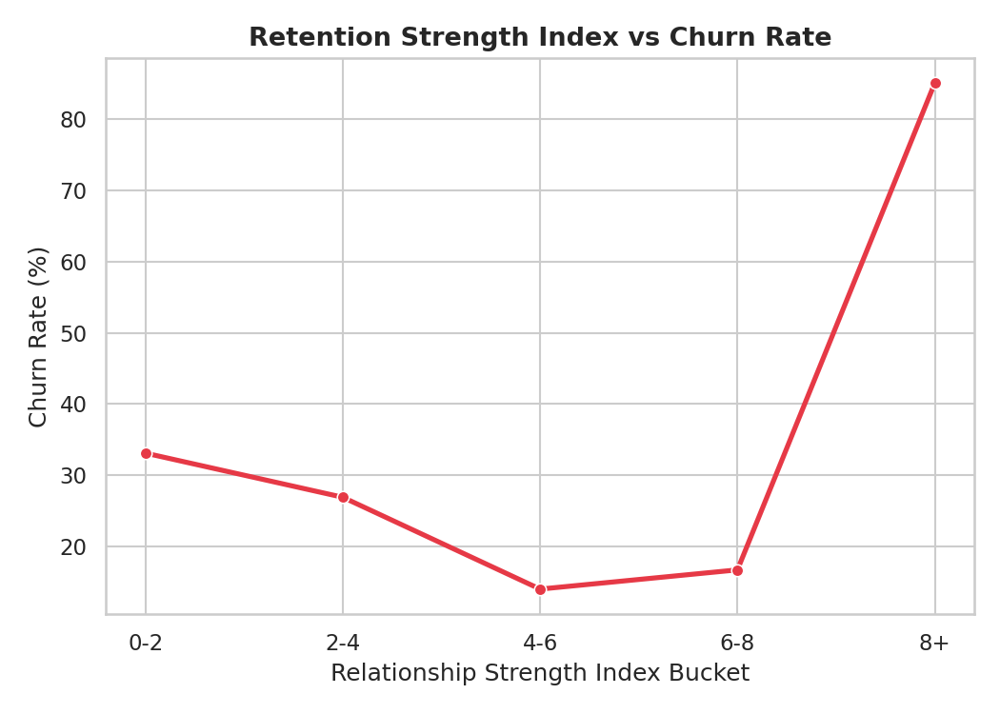 Retention Strength Index vs Churn Rate
Churn Rate (%)
80
70
60
50
40
30
20
0-2 2-4 4-6 6-8 8+
Relationship Strength Index Bucket